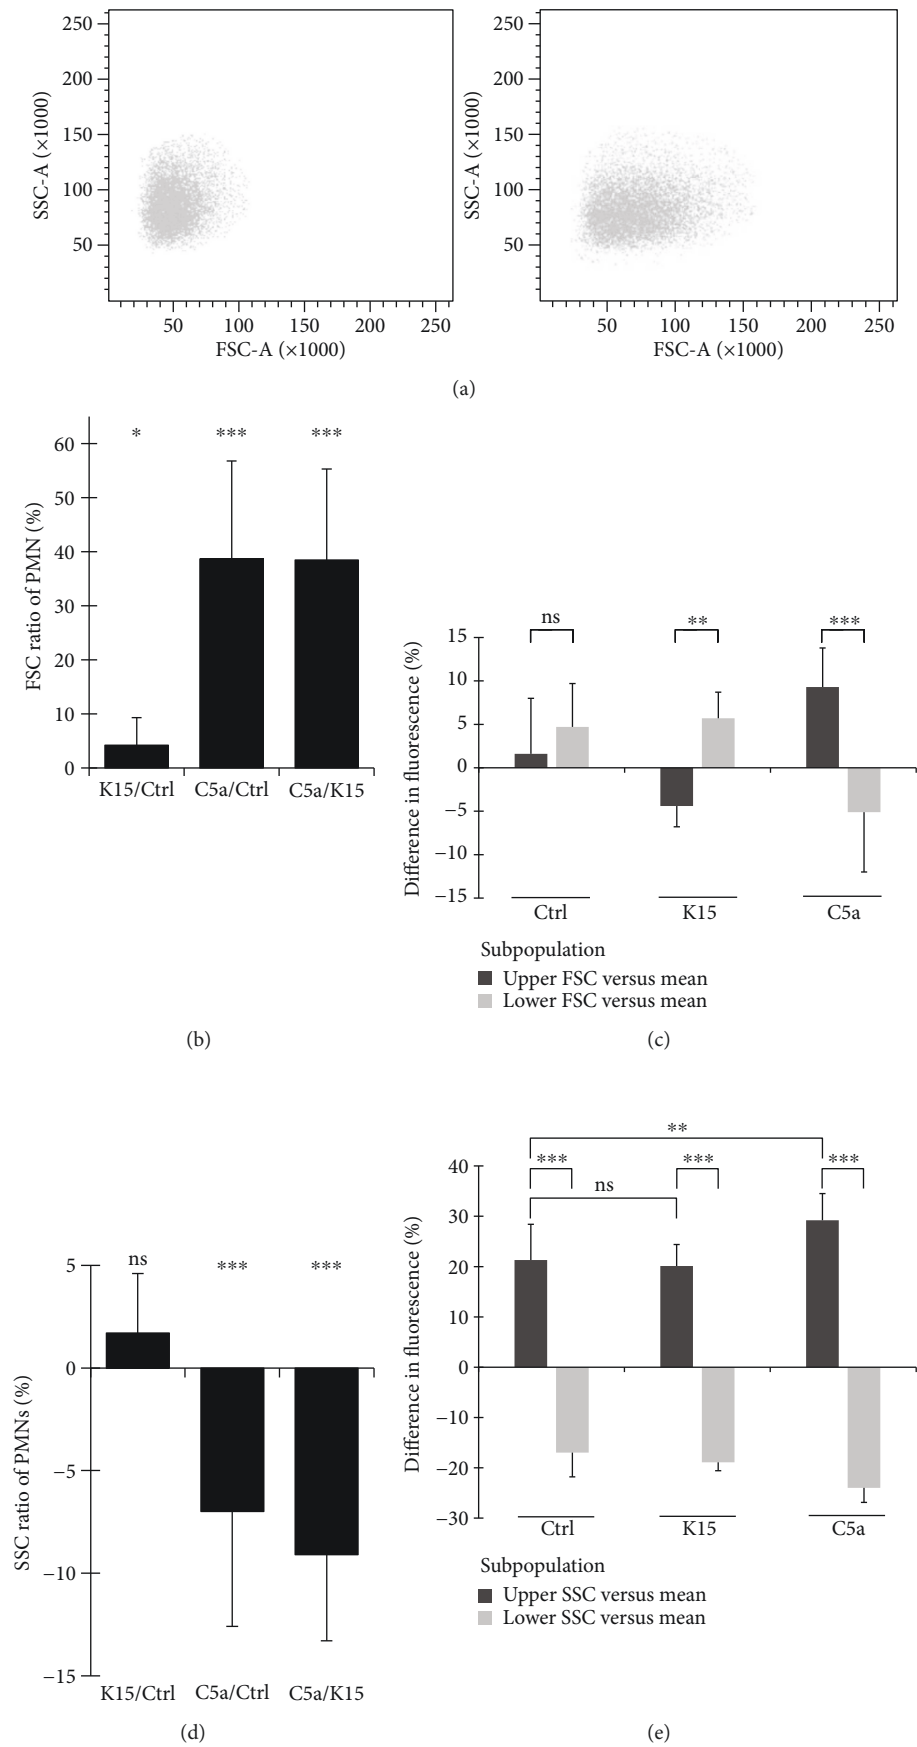 250
200
150
100
50
SSC-A (×1000)
50 100 150 200 250
FSC-A (×1000)
250
200
150
100
50
SSC-A (×1000)
50 100 150 200 250
FSC-A (×1000)
(a)
* *** ***
60
50
40
30
20
10
0
FSC ratio of PMN (%)
K15/Ctrl C5a/Ctrl C5a/K15
(b)
ns ** ***
15
10
5
0
−5
−10
−15
Difference in fluorescence (%)
Ctrl K15 C5a
Subpopulation
Upper FSC versus mean
Lower FSC versus mean
(c)
ns *** ***
5
0
−5
−10
−15
SSC ratio of PMNs (%)
K15/Ctrl C5a/Ctrl C5a/K15
(d)
**
*** *** ***
ns
40
30
20
10
0
−10
−20
−30
Difference in fluorescence (%)
Ctrl K15 C5a
Subpopulation
Upper SSC versus mean
Lower SSC versus mean
(e)